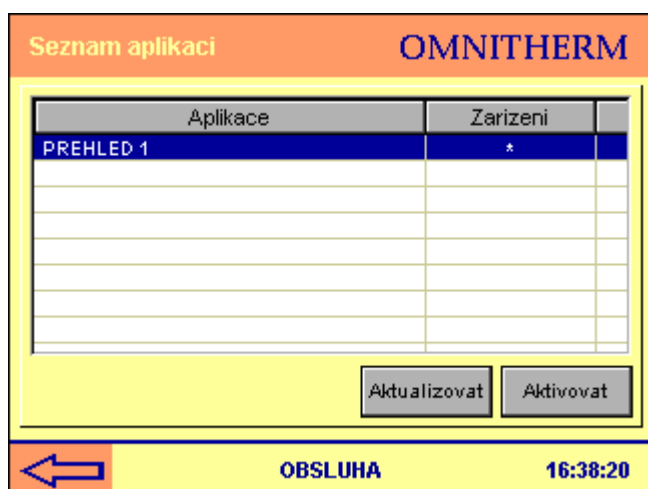 Seznam aplikaci OMNITHERM
Aplikace Zarizeni
PREHLED 1 *
Aktualizovat Aktivovat
OBSLUHA 16:38:20